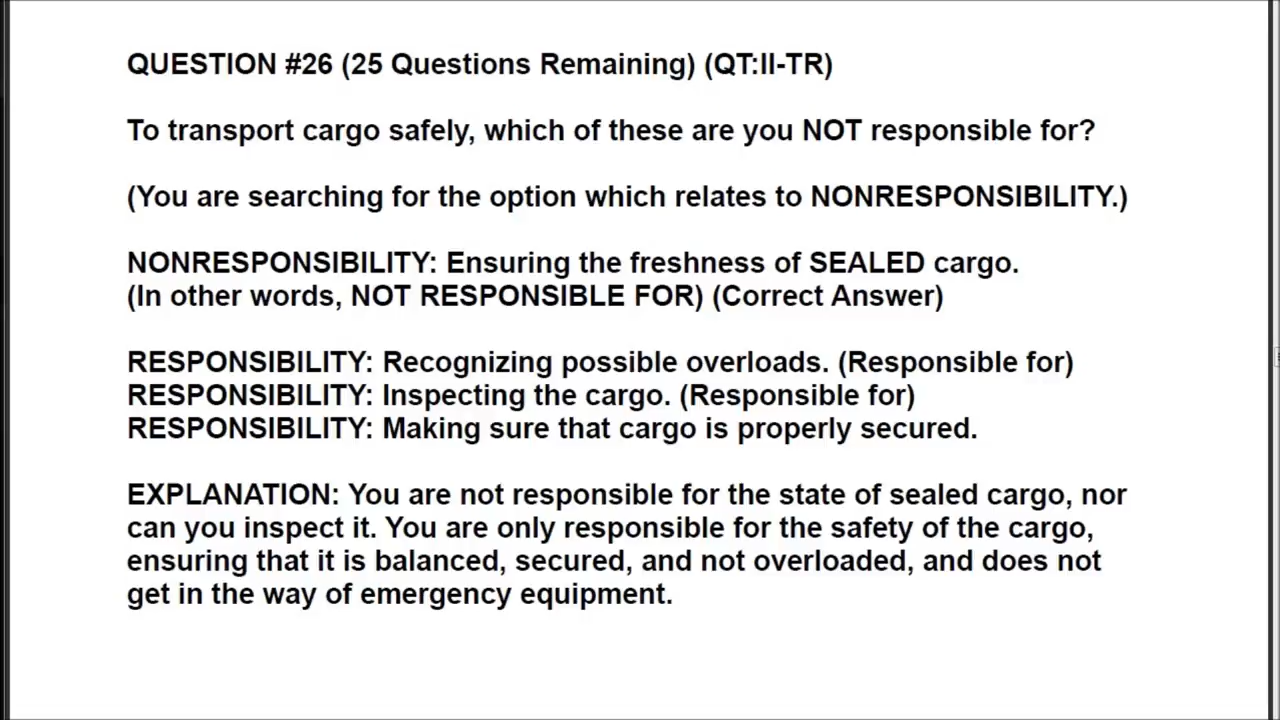 QUESTION #26 (25 Questions Remaining) (QT:II-TR)
To transport cargo safely, which of these are you NOT responsible for?
(You are searching for the option which relates to NONRESPONSIBILITY.)
NONRESPONSIBILITY: Ensuring the freshness of SEALED cargo.
(In other words, NOT RESPONSIBLE FOR) (Correct Answer)
RESPONSIBILITY: Recognizing possible overloads. (Responsible for)
RESPONSIBILITY: Inspecting the cargo. (Responsible for)
RESPONSIBILITY: Making sure that cargo is properly secured.
EXPLANATION: You are not responsible for the state of sealed cargo, nor
can you inspect it. You are only responsible for the safety of the cargo,
ensuring that it is balanced, secured, and not overloaded, and does not
get in the way of emergency equipment.